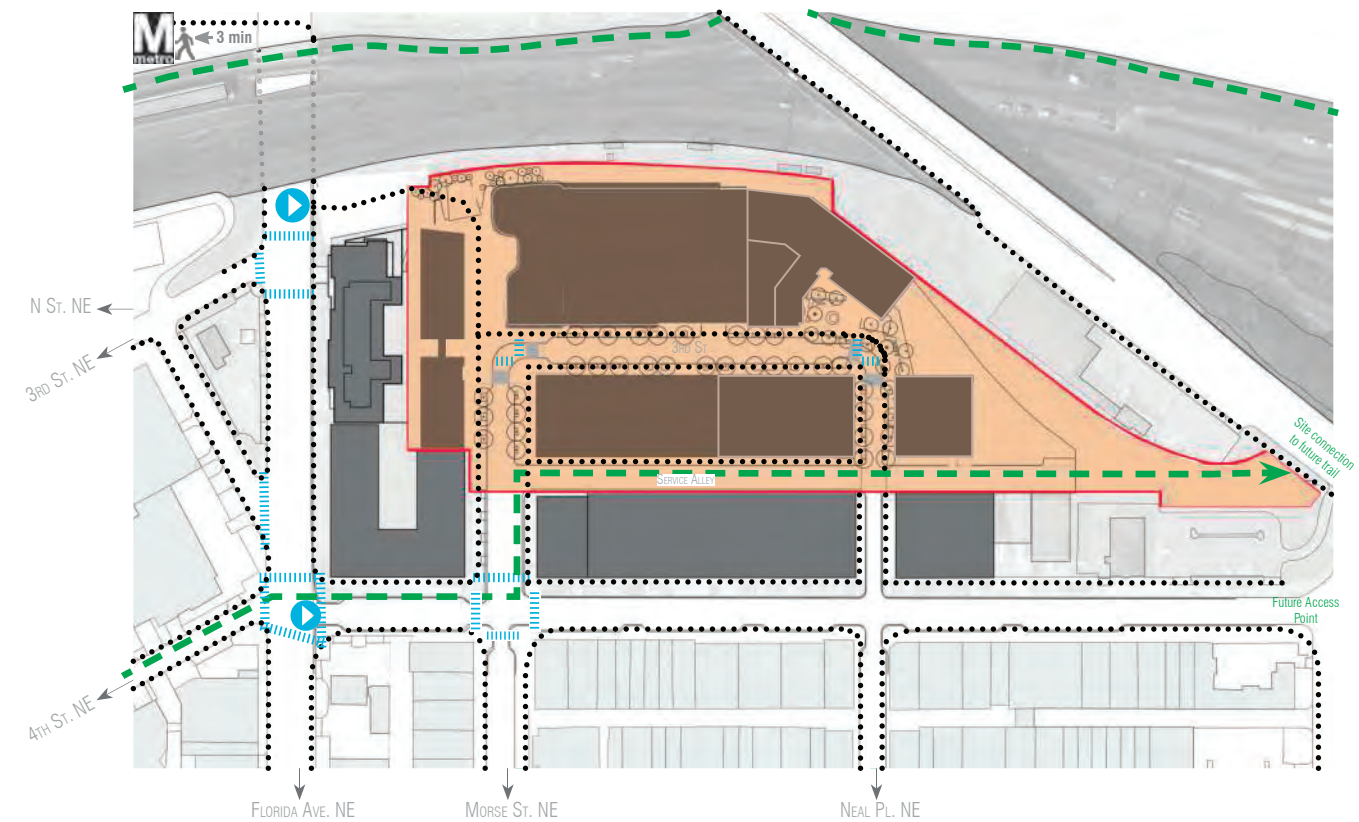 M
metro
3 min
N St. NE
3rd St. NE
3rd St
Site connection
to future trail
Service Alley
Future Access
Point
4th St. NE
Florida Ave. NE
Morse St. NE
Neal Pl. NE